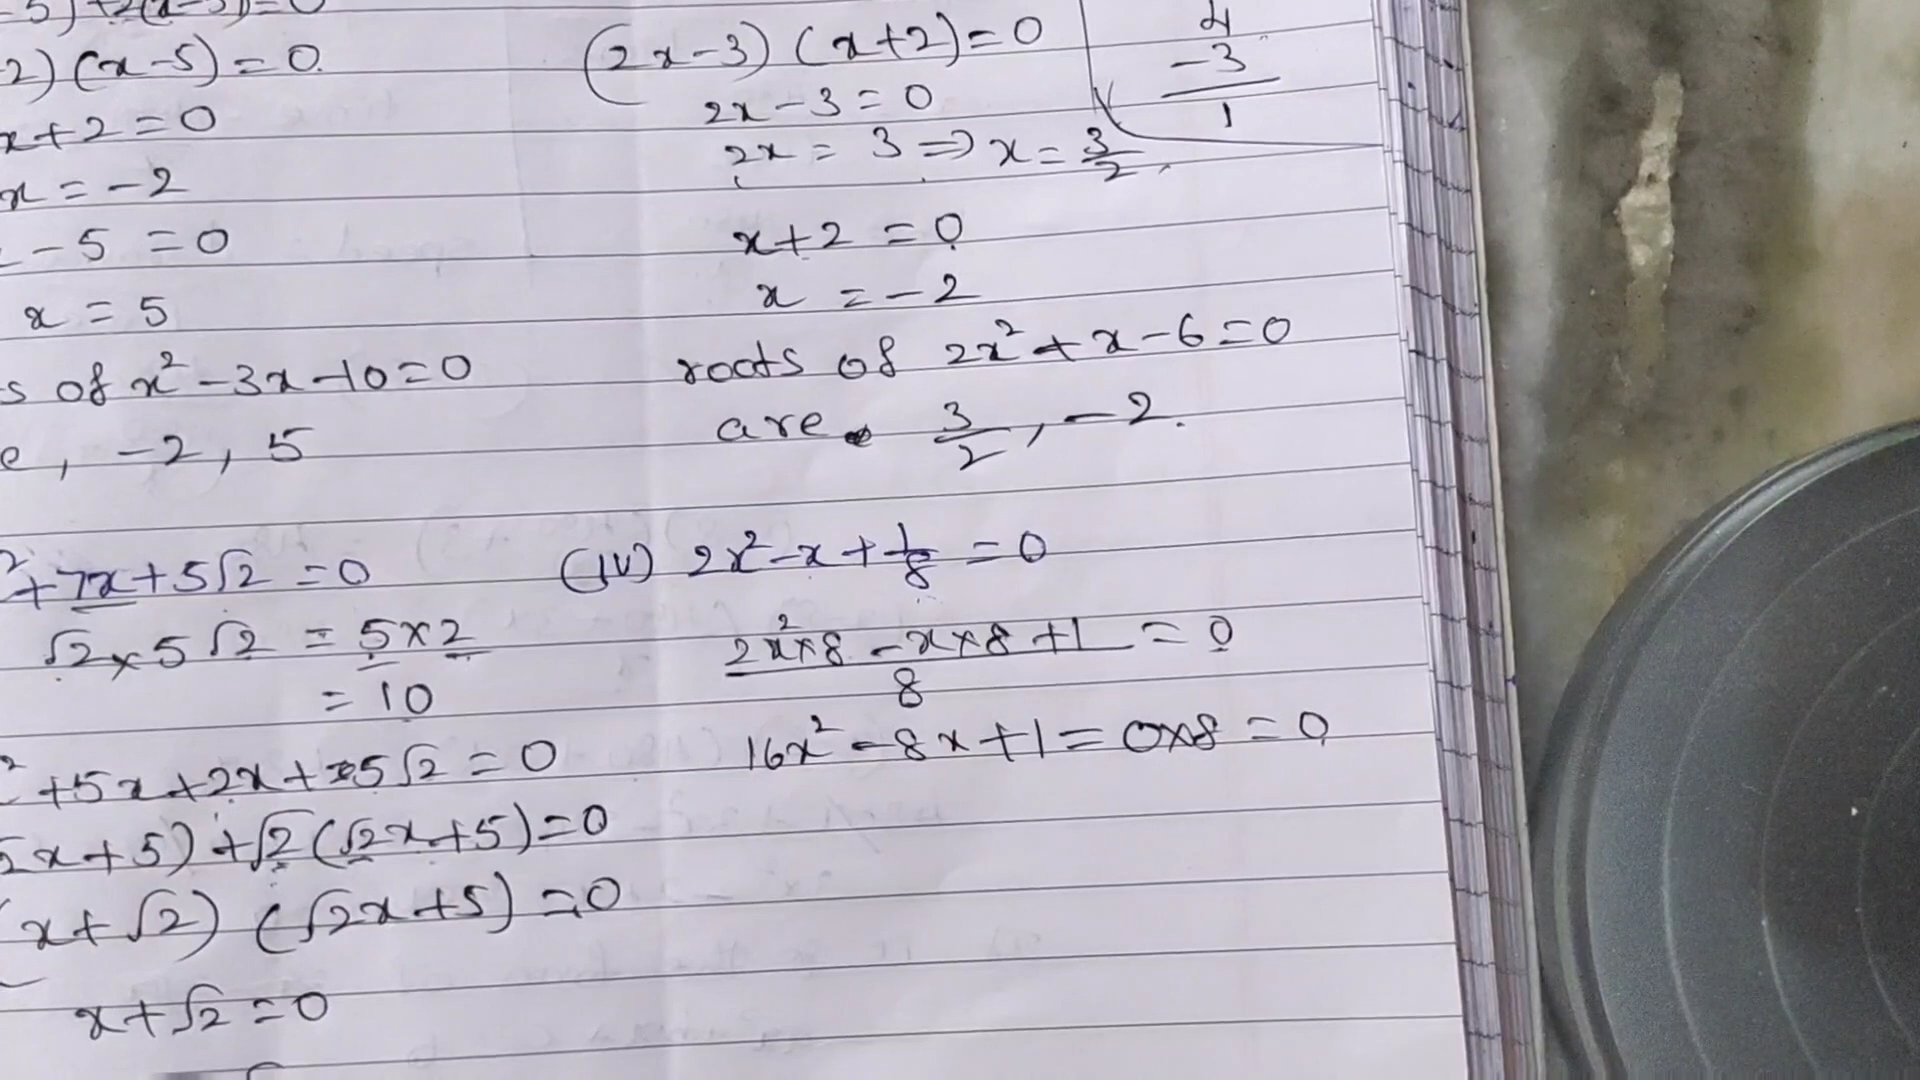 2) (x-5) = 0
x+2 = 0
x = -2
-5 = 0
x = 5
s of x² -3x -10 = 0
e, -2, 5
² +7x + 5√2 = 0
√2 × 5√2 = 5×2
= 10
² +5x+2x+5√2 = 0
x+5) +√2 (√2x+5) = 0
(x+√2) (√2x+5) = 0
x+√2 = 0
(2x-3) (x+2) = 0
2x-3 = 0
2x = 3 ⇒ x = 3/2
x+2 = 0
x = -2
roots of 2x² + x - 6 = 0
are 3/2, -2.
4
-3
1
(iv) 2x² - x + 1/8 = 0
2x²×8 - x×8 + 1 / 8 = 0
16x² - 8x + 1 = 0×8 = 0